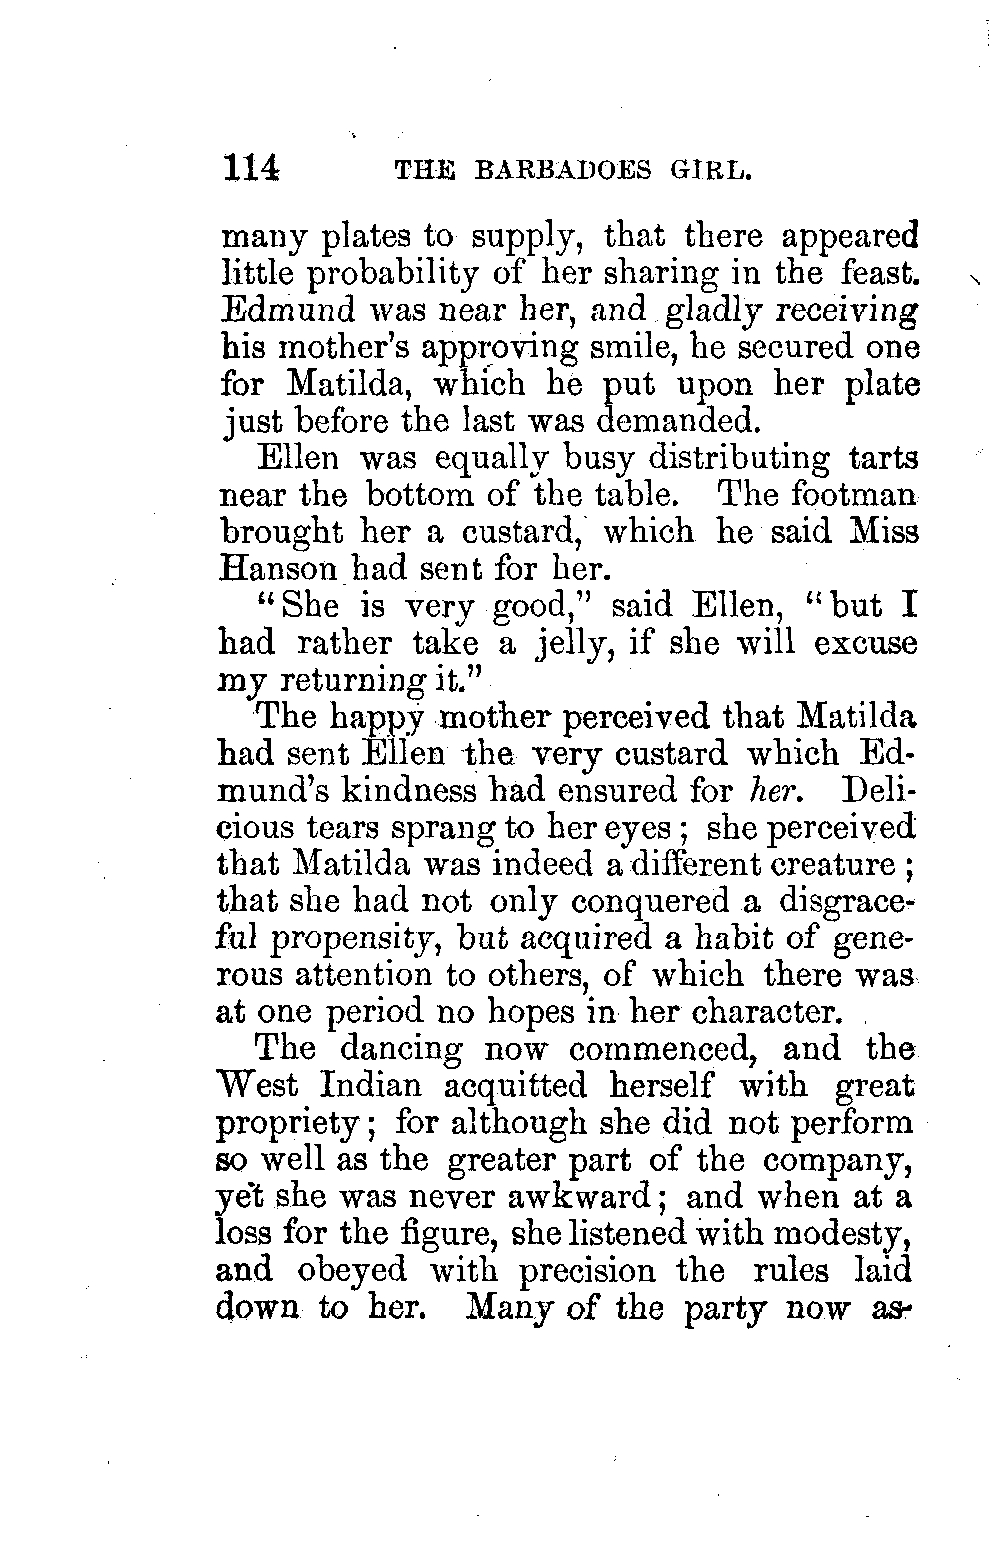 114 THE BARBADOES GIRL.
many plates to supply, that there appeared
little probability of her sharing in the feast.
Edmund was near her, and gladly receiving
his mother's approving smile, he secured one
for Matilda, which he put upon her plate
just before the last was demanded.
Ellen was equally busy distributing tarts
near the bottom of the table. The footman
brought her a custard, which he said Miss
Hanson had sent for her.
“She is very good,” said Ellen, “but I
had rather take a jelly, if she will excuse
my returning it.”
The happy mother perceived that Matilda
had sent Ellen the very custard which Ed-
mund's kindness had ensured for her. Deli-
cious tears sprang to her eyes; she perceived
that Matilda was indeed a different creature;
that she had not only conquered a disgrace-
ful propensity, but acquired a habit of gene-
rous attention to others, of which there was
at one period no hopes in her character.
The dancing now commenced, and the
West Indian acquitted herself with great
propriety; for although she did not perform
so well as the greater part of the company,
yet she was never awkward; and when at a
loss for the figure, she listened with modesty,
and obeyed with precision the rules laid
down to her. Many of the party now as-